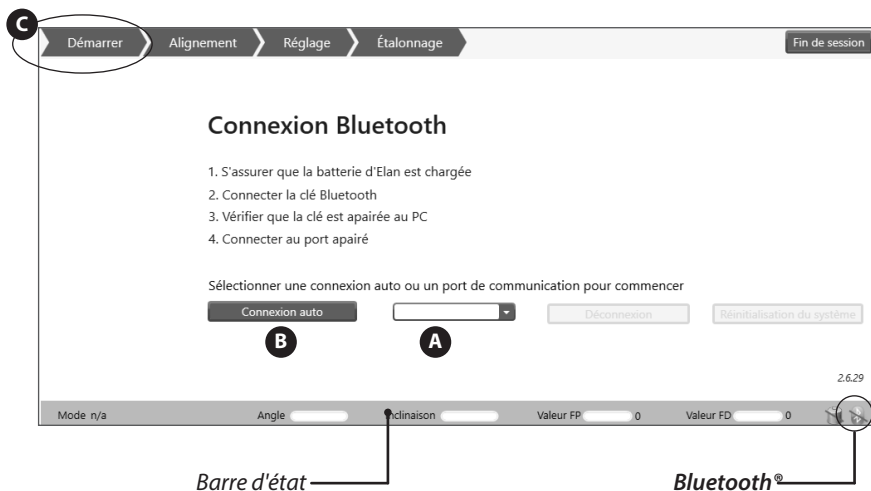 C
Démarrer Alignement Réglage Étalonnage Fin de session
Connexion Bluetooth
1. S'assurer que la batterie d'Elan est chargée
2. Connecter la clé Bluetooth
3. Vérifier que la clé est apairée au PC
4. Connecter au port apairé
Sélectionner une connexion auto ou un port de communication pour commencer
Connexion auto Déconnexion Réinitialisation du système
B A
2.6.29
Mode n/a Angle Inclinaison Valeur FP 0 Valeur FD 0
Barre d'état Bluetooth®